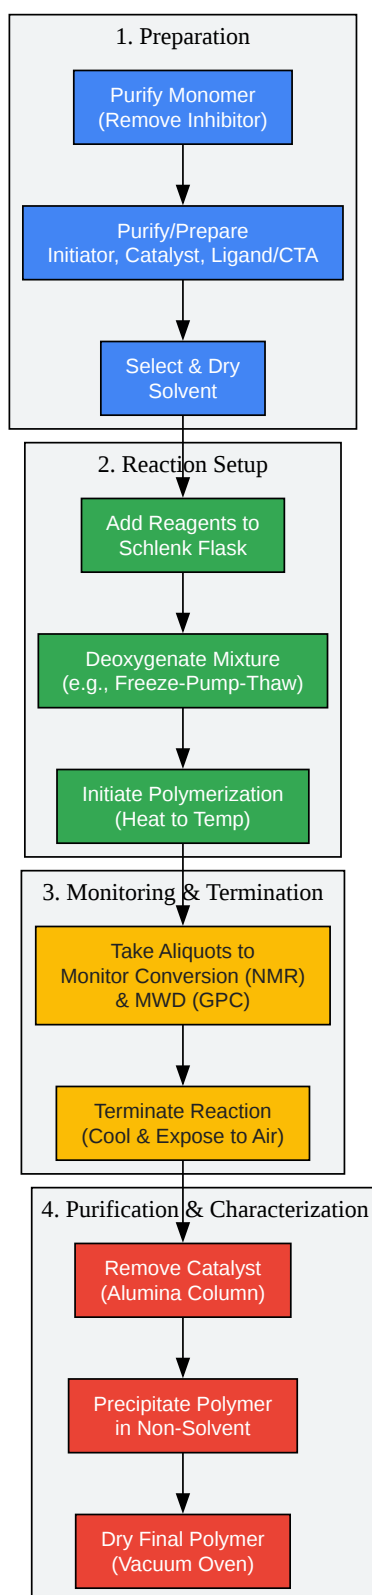 1. Preparation
Purify Monomer
(Remove Inhibitor)
Purify/Prepare
Initiator, Catalyst, Ligand/CTA
Select & Dry
Solvent
2. Reaction Setup
Add Reagents to
Schlenk Flask
Deoxygenate Mixture
(e.g., Freeze-Pump-Thaw)
Initiate Polymerization
(Heat to Temp)
3. Monitoring & Termination
Take Aliquots to
Monitor Conversion (NMR)
& MWD (GPC)
Terminate Reaction
(Cool & Expose to Air)
4. Purification & Characterization
Remove Catalyst
(Alumina Column)
Precipitate Polymer
in Non-Solvent
Dry Final Polymer
(Vacuum Oven)